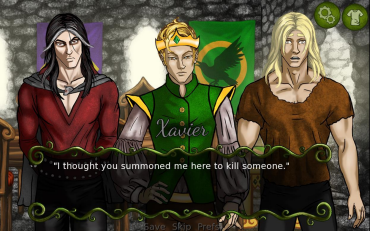 Xavier
"I thought you summoned me here to kill someone."
Save Skip Prefs